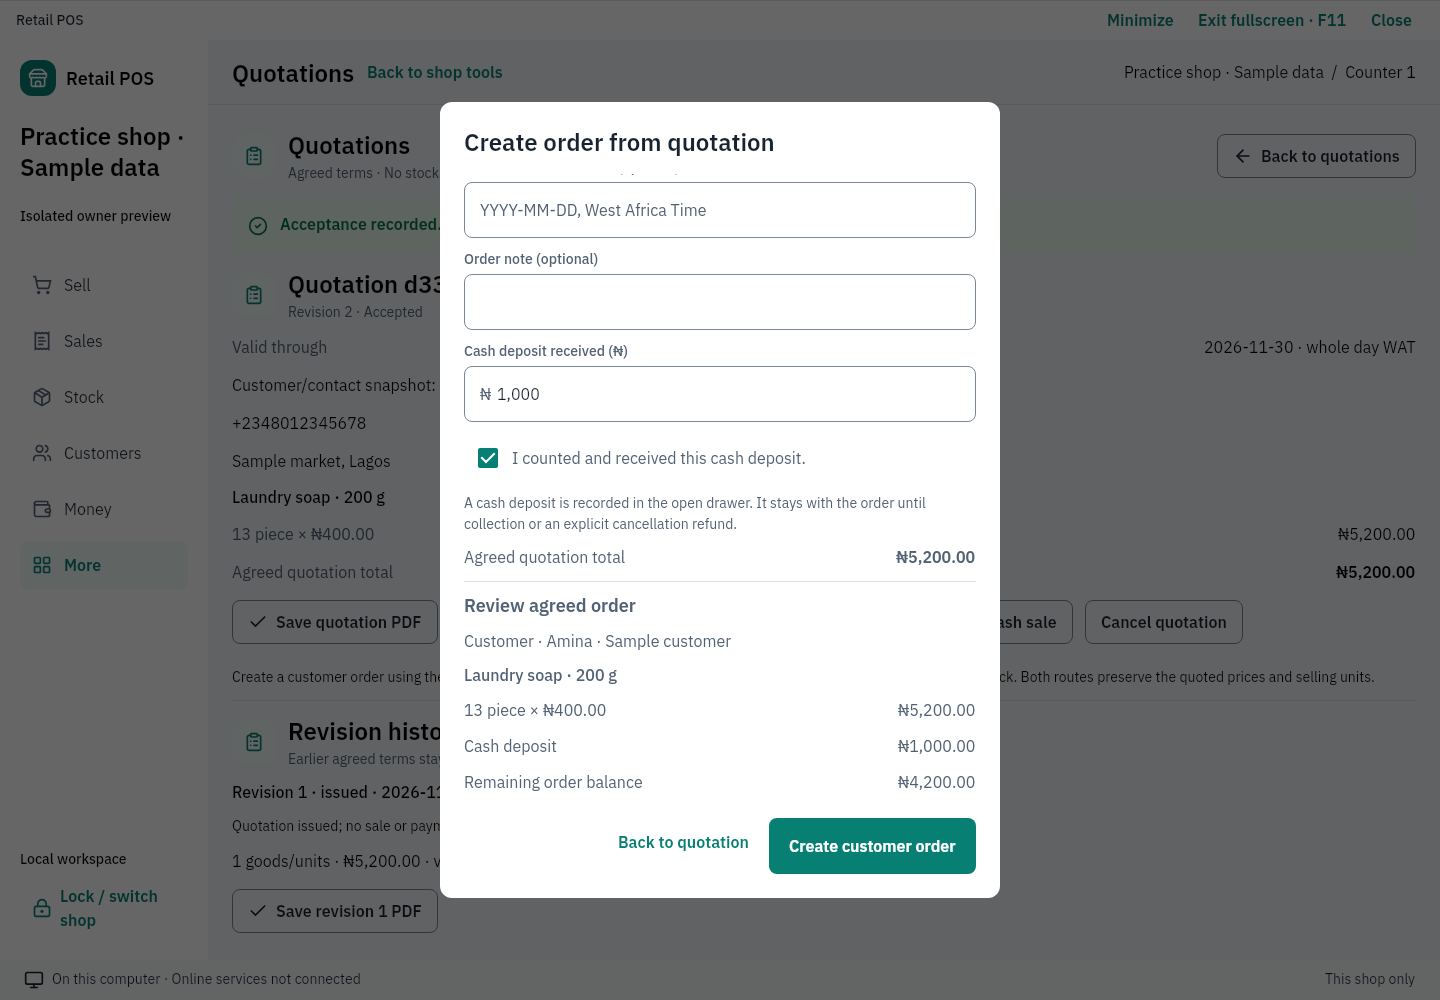 Retail POS
Minimize
Exit fullscreen · F11
Close
Retail POS
Practice shop ·
Sample data
Isolated owner preview
Sell
Sales
Stock
Customers
Money
More
Local workspace
Lock / switch
shop
Quotations
Back to shop tools
Practice shop · Sample data / Counter 1
Quotations
Agreed terms · No stock
Back to quotations
Acceptance recorded.
Quotation d33
Revision 2 · Accepted
Valid through
2026-11-30 · whole day WAT
Customer/contact snapshot:
+2348012345678
Sample market, Lagos
Laundry soap · 200 g
13 piece × ₦400.00
₦5,200.00
Agreed quotation total
₦5,200.00
Save quotation PDF
ash sale
Cancel quotation
Create a customer order using the
ck. Both routes preserve the quoted prices and selling units.
Revision histo
Earlier agreed terms stay
Revision 1 · issued · 2026-11
Quotation issued; no sale or paym
1 goods/units · ₦5,200.00 · v
Save revision 1 PDF
Create order from quotation
YYYY-MM-DD, West Africa Time
Order note (optional)
Cash deposit received (₦)
₦ 1,000
I counted and received this cash deposit.
A cash deposit is recorded in the open drawer. It stays with the order until
collection or an explicit cancellation refund.
Agreed quotation total
₦5,200.00
Review agreed order
Customer · Amina · Sample customer
Laundry soap · 200 g
13 piece × ₦400.00
₦5,200.00
Cash deposit
₦1,000.00
Remaining order balance
₦4,200.00
Back to quotation
Create customer order
On this computer · Online services not connected
This shop only